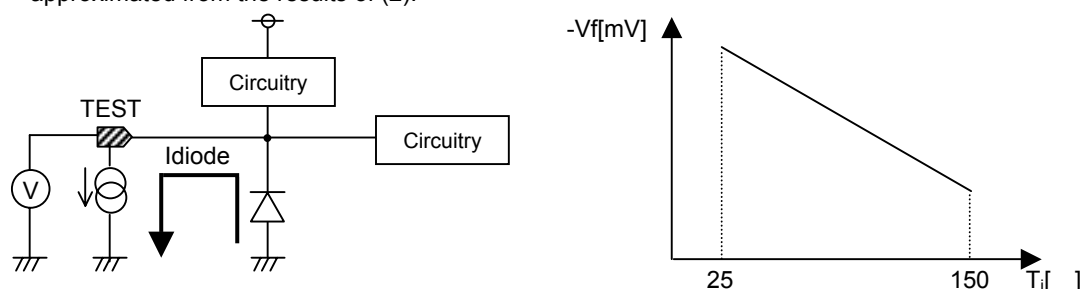 approximated from the results of (2).
Circuitry
TEST
Circuitry
Idiode
V
-Vf[mV]
25
150
Tj[ ]